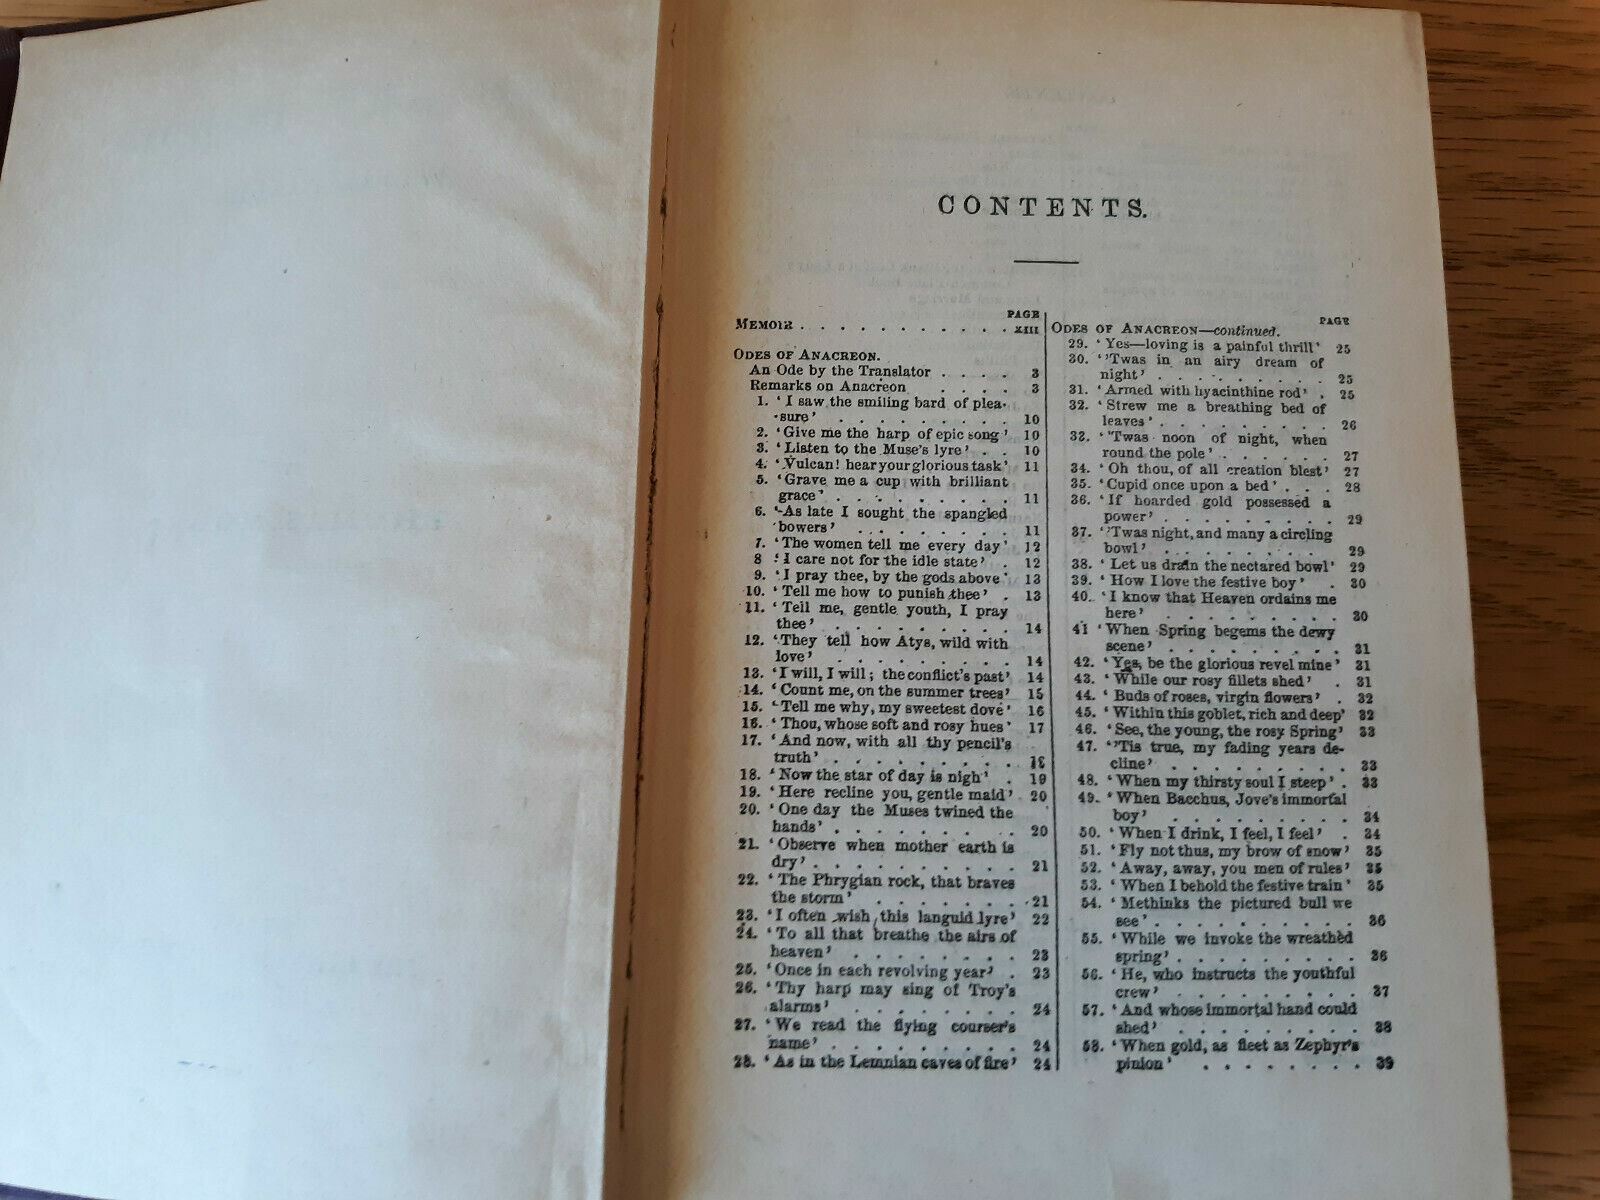 CONTENTS.
PAGE
MEMOIR . . . . . . . . . . . XIII
ODES OF ANACREON.
An Ode by the Translator . . . . 3
Remarks on Anacreon . . . . 3
1. 'I saw the smiling bard of plea-
sure' . . . . . . . . . 10
2. 'Give me the harp of epic song' 10
3. 'Listen to the Muse's lyre' . . 10
4. 'Vulcan! hear your glorious task' 11
5. 'Grave me a cup with brilliant
grace' . . . . . . . . . 11
6. 'As late I sought the spangled
bowers' . . . . . . . . 11
7. 'The women tell me every day' 12
8 'I care not for the idle state' . 12
9. 'I pray thee, by the gods above' 13
10. 'Tell me how to punish thee' . 13
11. 'Tell me, gentle youth, I pray
thee' . . . . . . . . . 14
12. 'They tell how Atys, wild with
love' . . . . . . . . . 14
13. 'I will, I will; the conflict's past' 14
14. 'Count me, on the summer trees' 15
15. 'Tell me why, my sweetest dove' 16
16. 'Thou, whose soft and rosy hues' 17
17. 'And now, with all thy pencil's
truth' . . . . . . . . . 18
18. 'Now the star of day is nigh' . 19
19. 'Here recline you, gentle maid' . 20
20. 'One day the Muses twined the
hands' . . . . . . . . . 20
21. 'Observe when mother earth is
dry' . . . . . . . . . . 21
22. 'The Phrygian rock, that braves
the storm' . . . . . . . 21
23. 'I often wish this languid lyre' 22
24. 'To all that breathe the airs of
heaven' . . . . . . . . 23
25. 'Once in each revolving year' . 23
26. 'Thy harp may sing of Troy's
alarms' . . . . . . . . 24
27. 'We read the flying courser's
name' . . . . . . . . . 24
28. 'As in the Lemnian caves of fire' 24
PAGE
ODES OF ANACREON—continued.
29. 'Yes—loving is a painful thrill' 25
30. ''Twas in an airy dream of
night' . . . . . . . . . 25
31. 'Armed with hyacinthine rod' . 25
32. 'Strew me a breathing bed of
leaves' . . . . . . . . . 26
33. ''Twas noon of night, when
round the pole' . . . . . 27
34. 'Oh thou, of all creation blest' 27
35. 'Cupid once upon a bed' . . . 28
36. 'If hoarded gold possessed a
power' . . . . . . . . . 29
37. ''Twas night, and many a circling
bowl' . . . . . . . . 29
38. 'Let us drain the nectared bowl' 29
39. 'How I love the festive boy' . 30
40. 'I know that Heaven ordains me
here' . . . . . . . . . 30
41 'When Spring begems the dewy
scene' . . . . . . . . . 31
42. 'Yes, be the glorious revel mine' 31
43. 'While our rosy fillets shed' . 31
44. 'Buds of roses, virgin flowers' . 32
45. 'Within this goblet, rich and deep' 32
46. 'See, the young, the rosy Spring' 33
47. ''Tis true, my fading years de-
cline' . . . . . . . . . 33
48. 'When my thirsty soul I steep' . 33
49. 'When Bacchus, Jove's immortal
boy' . . . . . . . . . 34
50. 'When I drink, I feel, I feel' . 34
51. 'Fly not thus, my brow of snow' 35
52. 'Away, away, you men of rules' 35
53. 'When I behold the festive train' 35
54. 'Methinks the pictured bull we
see' . . . . . . . . . . 36
55. 'While we invoke the wreathèd
spring' . . . . . . . . . 36
56. 'He, who instructs the youthful
crew' . . . . . . . . . 37
57. 'And whose immortal hand could
shed' . . . . . . . . . 38
58. 'When gold, as fleet as Zephyr's
pinion' . . . . . . . . 39